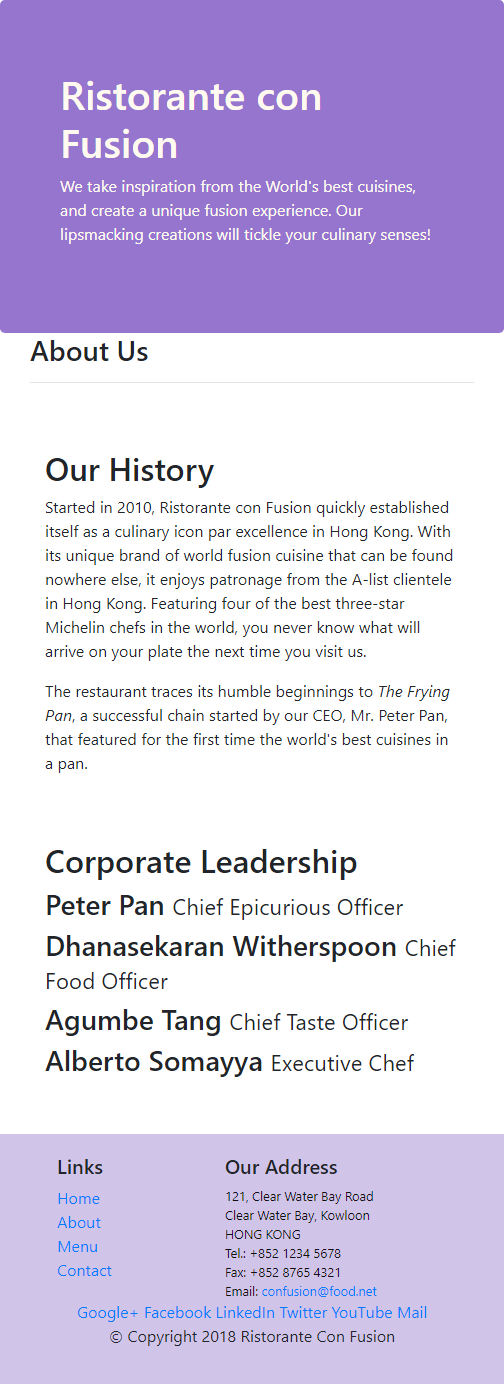 Ristorante con
Fusion
We take inspiration from the World's best cuisines,
and create a unique fusion experience. Our
lipsmacking creations will tickle your culinary senses!
About Us
Our History
Started in 2010, Ristorante con Fusion quickly established
itself as a culinary icon par excellence in Hong Kong. With
its unique brand of world fusion cuisine that can be found
nowhere else, it enjoys patronage from the A-list clientele
in Hong Kong. Featuring four of the best three-star
Michelin chefs in the world, you never know what will
arrive on your plate the next time you visit us.
The restaurant traces its humble beginnings to The Frying
Pan, a successful chain started by our CEO, Mr. Peter Pan,
that featured for the first time the world's best cuisines in
a pan.
Corporate Leadership
Peter Pan Chief Epicurious Officer
Dhanasekaran Witherspoon Chief
Food Officer
Agumbe Tang Chief Taste Officer
Alberto Somayya Executive Chef
Links
Home
About
Menu
Contact
Our Address
121, Clear Water Bay Road
Clear Water Bay, Kowloon
HONG KONG
Tel.: +852 1234 5678
Fax: +852 8765 4321
Email: confusion@food.net
Google+ Facebook LinkedIn Twitter YouTube Mail
© Copyright 2018 Ristorante Con Fusion